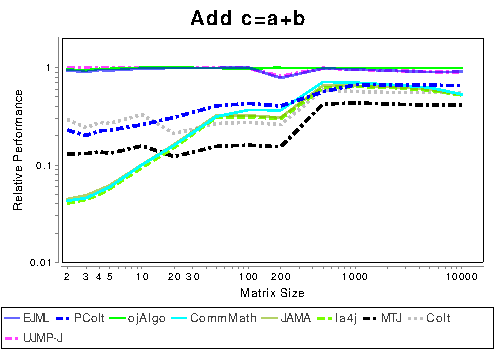 Add c=a+b
Relative Performance
1
0.1
0.01
2 3 4 5 10 20 30 100 200 1000 10000
Matrix Size
EJML PColt ojAlgo CommMath JAMA la4j MTJ Colt
UJMP-J